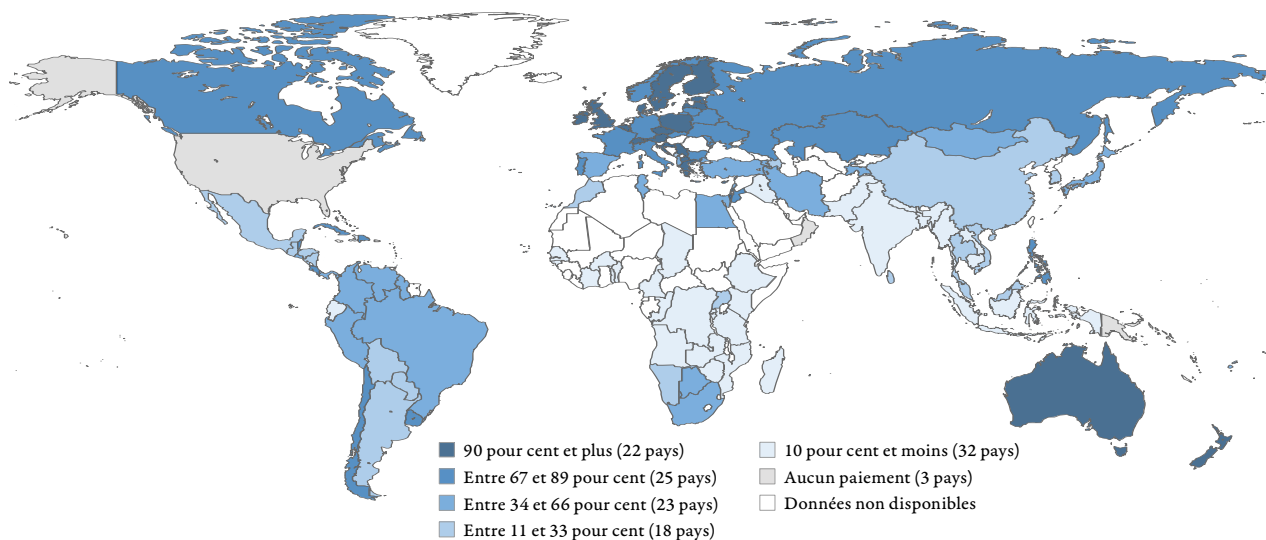 90 pour cent et plus (22 pays)
Entre 67 et 89 pour cent (25 pays)
Entre 34 et 66 pour cent (23 pays)
Entre 11 et 33 pour cent (18 pays)
10 pour cent et moins (32 pays)
Aucun paiement (3 pays)
Données non disponibles